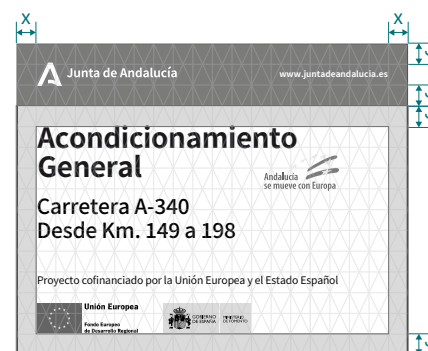 X X
Junta de Andalucía www.juntadeandalucia.es
Acondicionamiento
General
Andalucía
se mueve con Europa
Carretera A-340
Desde Km. 149 a 198
Proyecto cofinanciado por la Unión Europea y el Estado Español
Unión Europea
Fondo Europeo
de Desarrollo Regional
GOBIERNO
DE ESPAÑA
MINISTERIO
DE FOMENTO